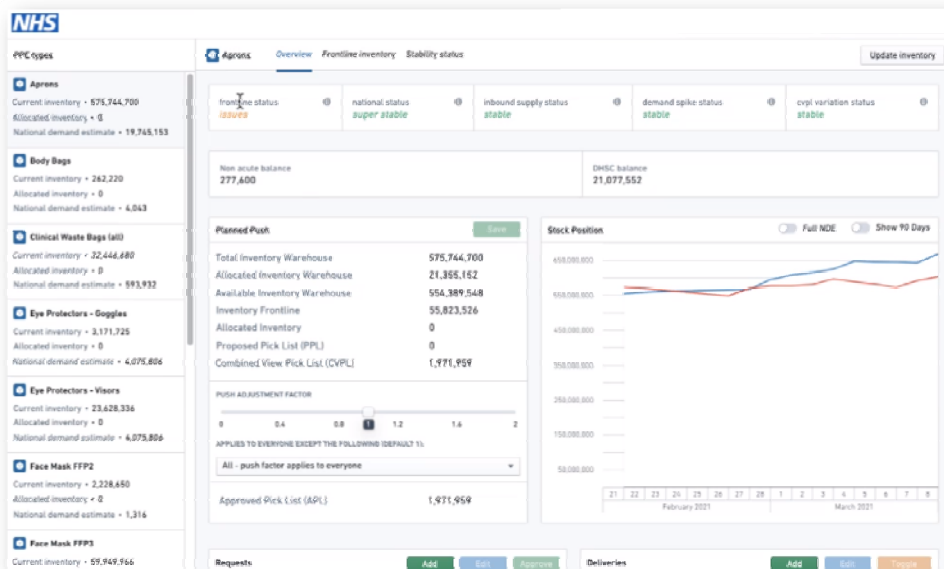 NHS
PPE types
Aprons
Current inventory • 575,744,700
Allocated inventory • 0
National demand estimate • 19,745,153
Body Bags
Current inventory • 262,220
Allocated inventory • 0
National demand estimate • 4,043
Clinical Waste Bags (all)
Current inventory • 32,446,680
Allocated inventory • 0
National demand estimate • 593,932
Eye Protectors - Goggles
Current inventory • 3,171,725
Allocated inventory • 0
National demand estimate • 4,075,806
Eye Protectors - Visors
Current inventory • 23,628,336
Allocated inventory • 0
National demand estimate • 4,075,806
Face Mask FFP2
Current inventory • 2,228,650
Allocated inventory • 0
National demand estimate • 1,316
Face Mask FFP3
Current inventory • 59,949,966
Aprons
Overview
Frontline inventory
Stability status
Update inventory
frontline status
issues
national status
super stable
inbound supply status
stable
demand spike status
stable
cvpl variation status
stable
Non acute balance
277,600
DHSC balance
21,077,552
Planned Push
Save
Total Inventory Warehouse 575,744,700
Allocated Inventory Warehouse 21,355,152
Available Inventory Warehouse 554,389,548
Inventory Frontline 55,823,526
Allocated Inventory 0
Proposed Pick List (PPL) 0
Combined View Pick List (CVPL) 1,971,959
PUSH ADJUSTMENT FACTOR
0 0.4 0.8 1 1.2 1.6 2
APPLIES TO EVERYONE EXCEPT THE FOLLOWING (DEFAULT 1):
All - push factor applies to everyone
Approved Pick List (APL) 1,971,959
Stock Position
Full NDE
Show 90 Days
650,000,000
550,000,000
450,000,000
350,000,000
250,000,000
150,000,000
50,000,000
21 22 23 24 25 26 27 28 1 2 3 4 5 6 7 8
February 2021 March 2021
Requests
Add
Edit
Approve
Deliveries
Add
Edit
Toggle